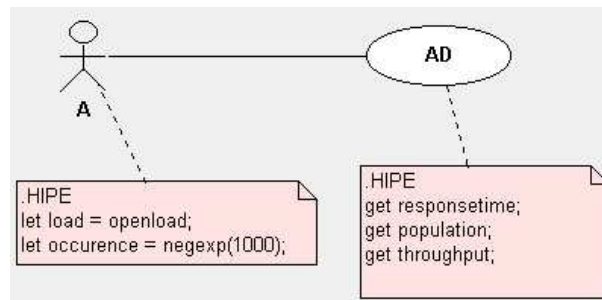 AD
A
.HIPE
let load = openload;
let occurence = negexp(1000);
.HIPE
get responsetime;
get population;
get throughput;